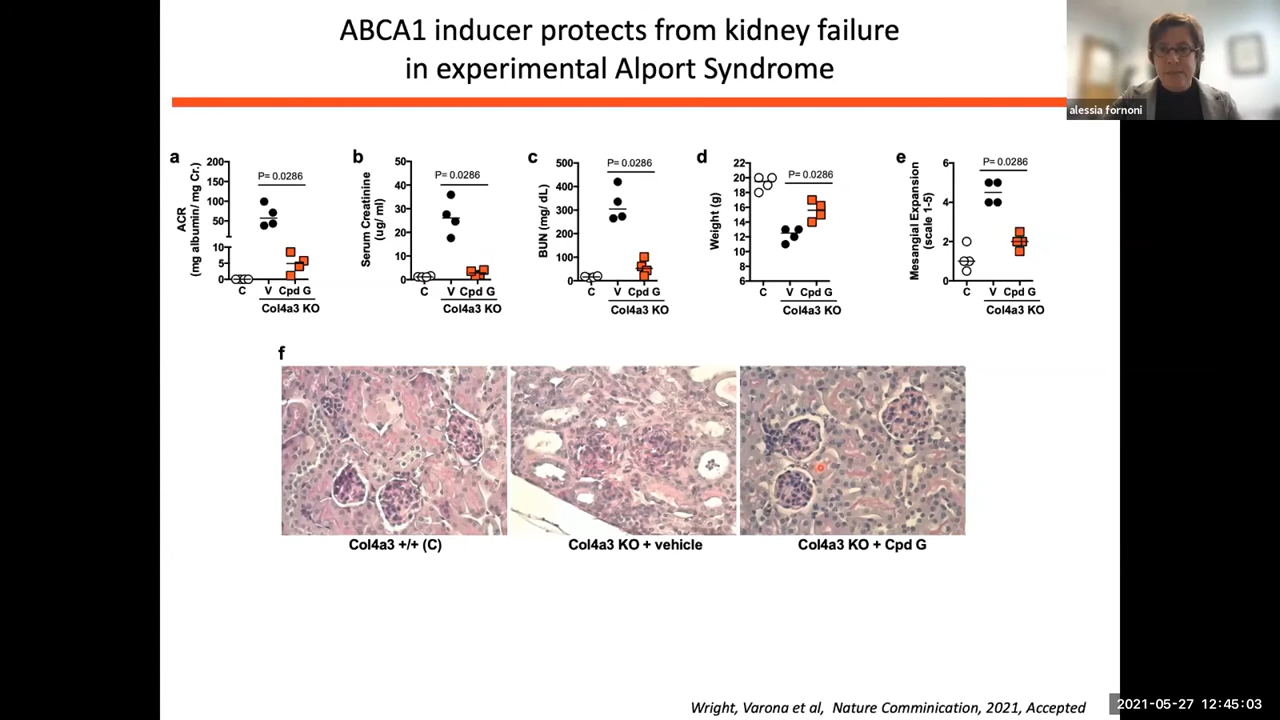 ABCA1 inducer protects from kidney failure
in experimental Alport Syndrome
alessia fornoni
a
ACR
(mg albumin/ mg Cr.)
200
150
100
50
10
5
0
P= 0.0286
C
V
Cpd G
Col4a3 KO
b
Serum Creatinine
(ug/ ml)
50
40
30
20
10
0
P= 0.0286
C
V
Cpd G
Col4a3 KO
c
BUN (mg/ dL)
500
400
300
200
100
0
P= 0.0286
C
V
Cpd G
Col4a3 KO
d
Weight (g)
22
20
18
16
14
12
10
8
6
P= 0.0286
C
V
Cpd G
Col4a3 KO
e
Mesangial Expansion
(scale 1-5)
6
4
2
0
P= 0.0286
C
V
Cpd G
Col4a3 KO
f
Col4a3 +/+ (C)
Col4a3 KO + vehicle
Col4a3 KO + Cpd G
Wright, Varona et al, Nature Comminication, 2021, Accepted
2021-05-27 12:45:03